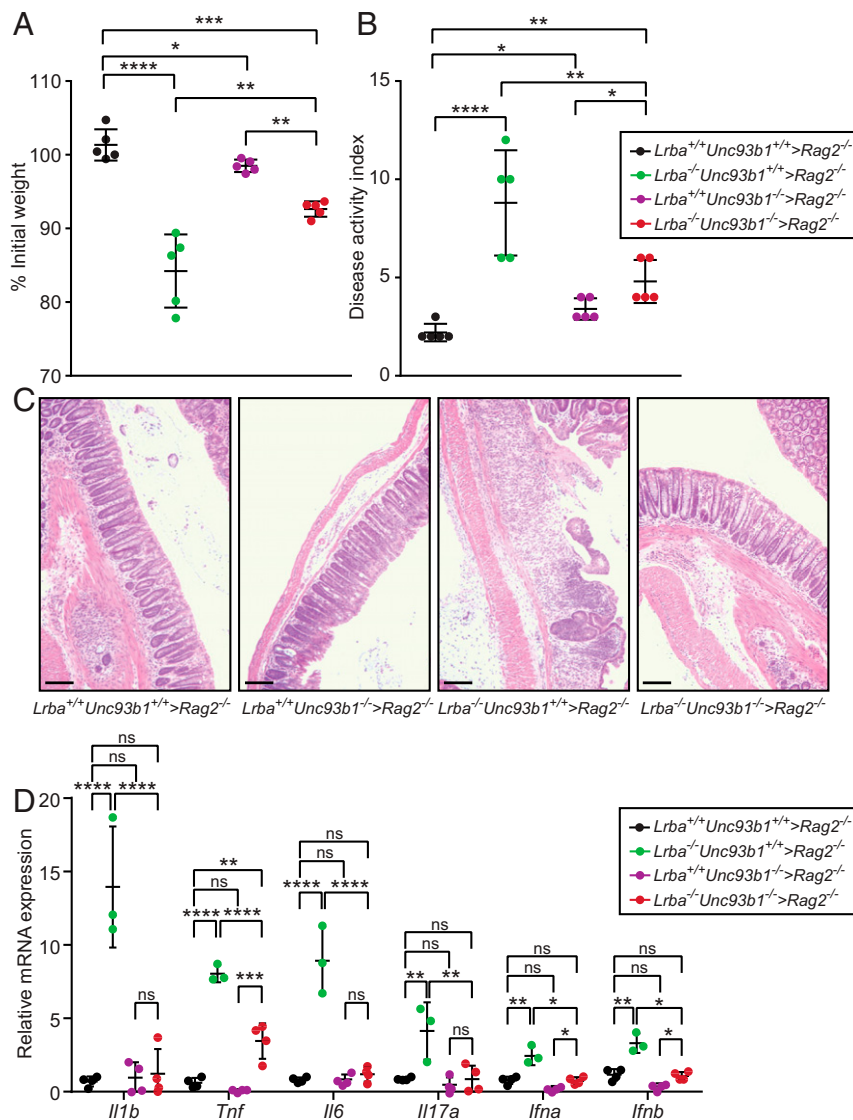 A
B
***
*
****
**
**
**
*
**
*
****
% Initial weight
110
100
90
80
70
Disease activity index
15
10
5
0
Lrba+/+Unc93b1+/+>Rag2-/-
Lrba-/-Unc93b1+/+>Rag2-/-
Lrba+/+Unc93b1-/->Rag2-/-
Lrba-/-Unc93b1-/->Rag2-/-
C
Lrba+/+Unc93b1+/+>Rag2-/-
Lrba+/+Unc93b1-/->Rag2-/-
Lrba-/-Unc93b1+/+>Rag2-/-
Lrba-/-Unc93b1-/->Rag2-/-
D
Relative mRNA expression
20
15
10
5
0
ns
ns
**** ****
ns
**
ns
**** ****
***
ns
ns
**** ****
ns
ns
ns
** **
ns
ns
ns
** *
*
ns
ns
** *
*
Lrba+/+Unc93b1+/+>Rag2-/-
Lrba-/-Unc93b1+/+>Rag2-/-
Lrba+/+Unc93b1-/->Rag2-/-
Lrba-/-Unc93b1-/->Rag2-/-
Il1b Tnf Il6 Il17a Ifna Ifnb